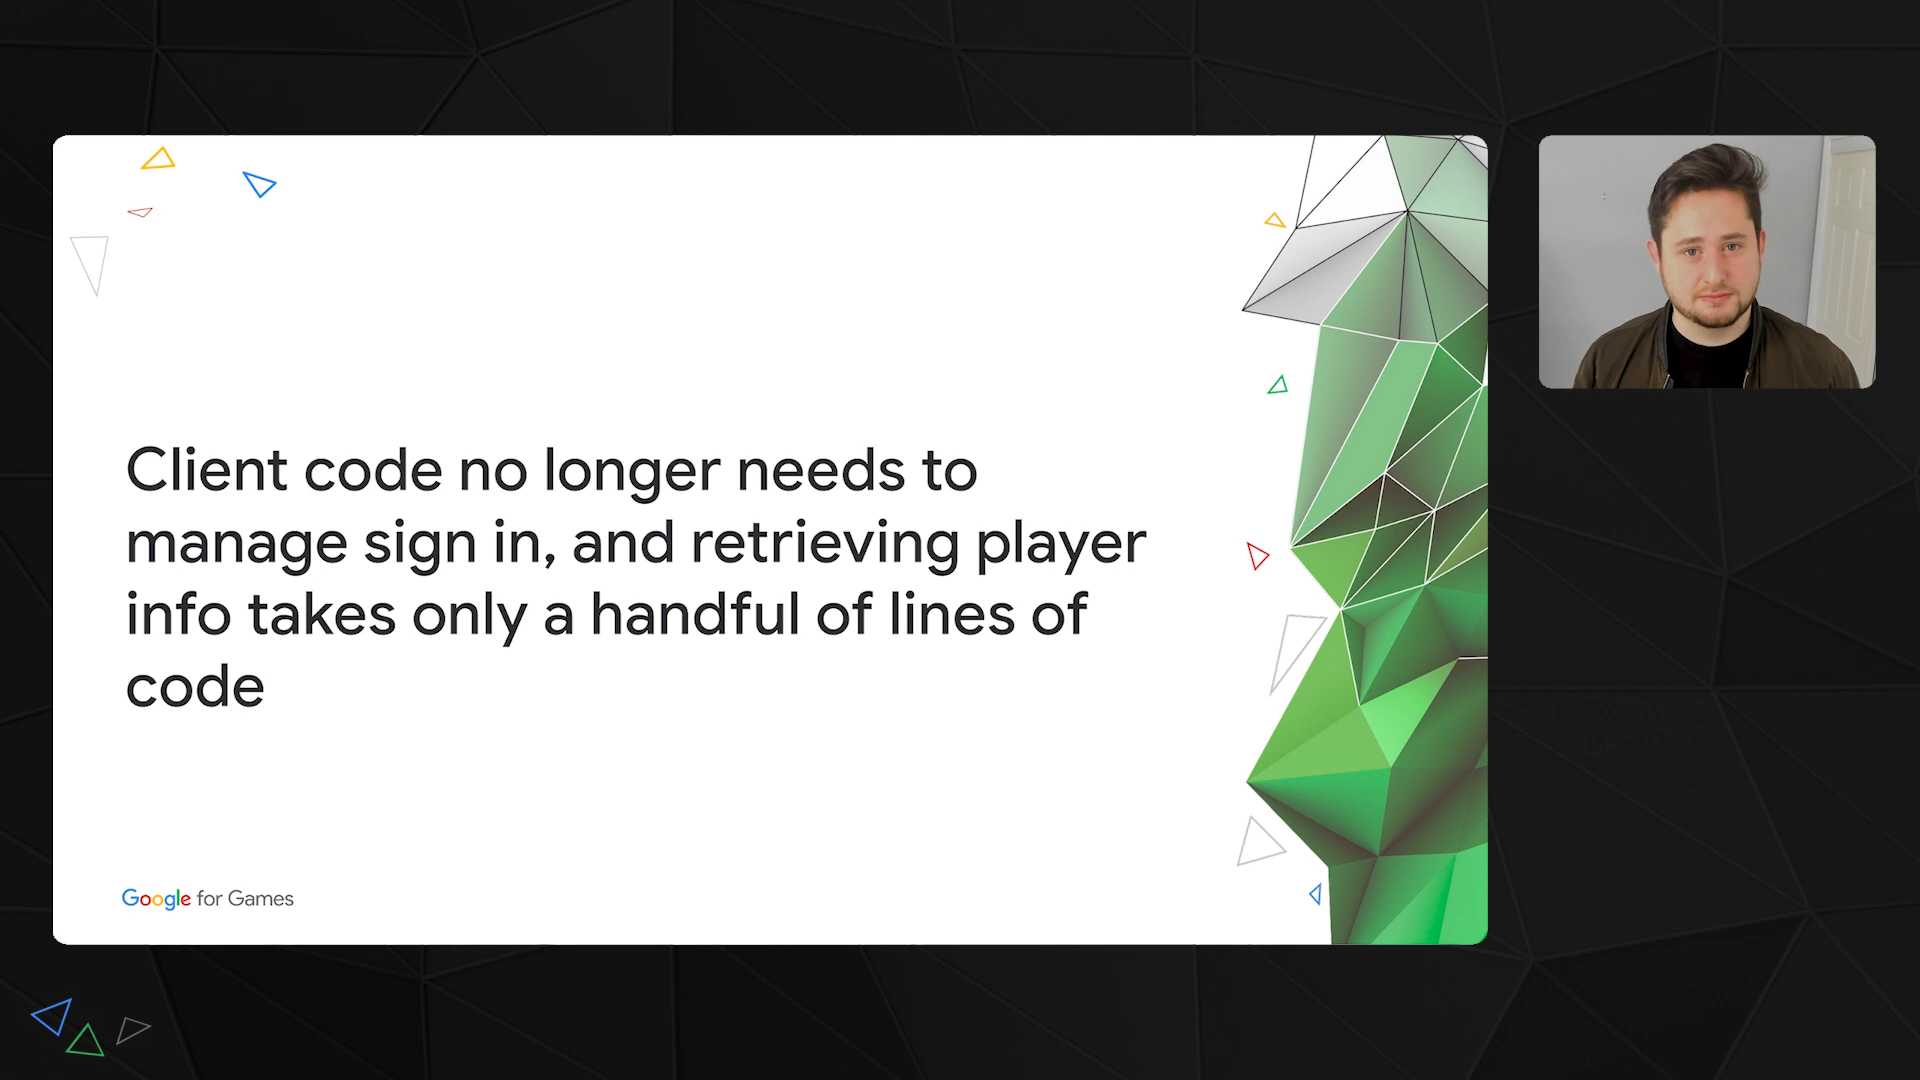 Client code no longer needs to
manage sign in, and retrieving player
info takes only a handful of lines of
code
Google for Games